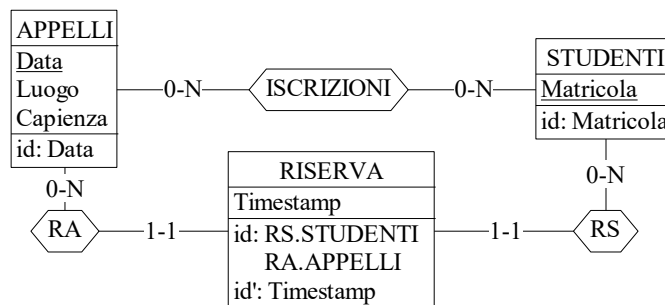 APPELLI
Data
Luogo
Capienza
id: Data
0-N
ISCRIZIONI
0-N
STUDENTI
Matricola
id: Matricola
0-N
RA
1-1
RISERVA
Timestamp
id: RS.STUDENTI
RA.APPELLI
id': Timestamp
1-1
0-N
RS